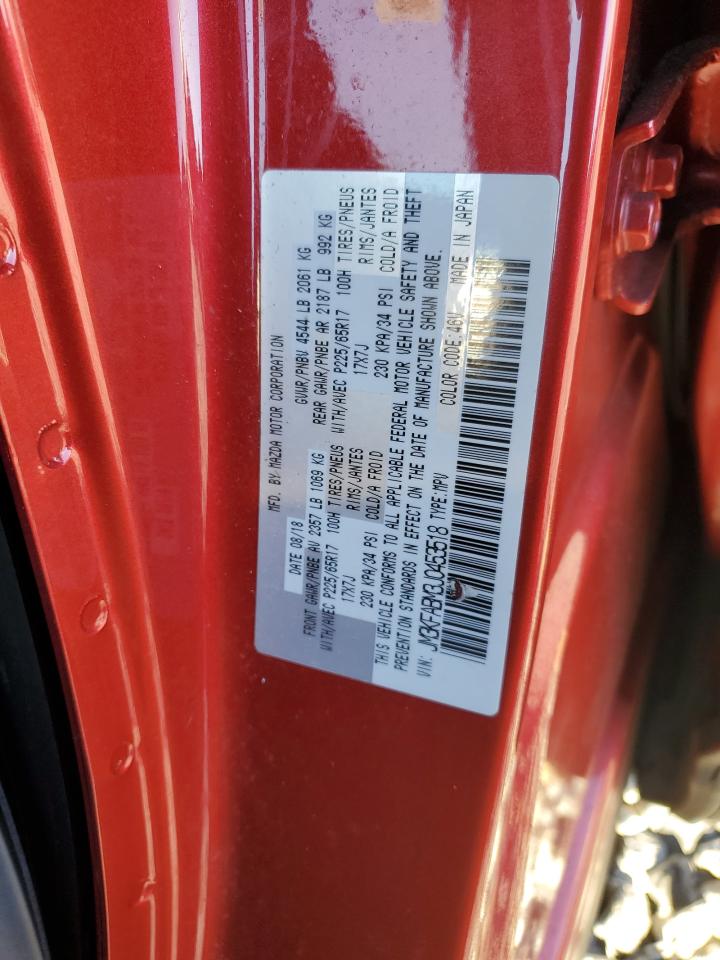 MFD. BY MAZDA MOTOR CORPORATION
DATE 08/18 GVWR/PNBV 4544 LB 2061 KG
FRONT GAWR/PNBE AV 2357 LB 1069 KG REAR GAWR/PNBE AR 2187 LB 992 KG
WITH/AVEC P225/65R17 100H TIRES/PNEUS WITH/AVEC P225/65R17 100H TIRES/PNEUS
17X7J RIMS/JANTES 17X7J RIMS/JANTES
230 KPA/34 PSI COLD/A FROID 230 KPA/34 PSI COLD/A FROID
THIS VEHICLE CONFORMS TO ALL APPLICABLE FEDERAL MOTOR VEHICLE SAFETY AND THEFT
PREVENTION STANDARDS IN EFFECT ON THE DATE OF MANUFACTURE SHOWN ABOVE.
VIN: JM3KFABM3J0453518 TYPE:MPV COLOR CODE:46V MADE IN JAPAN